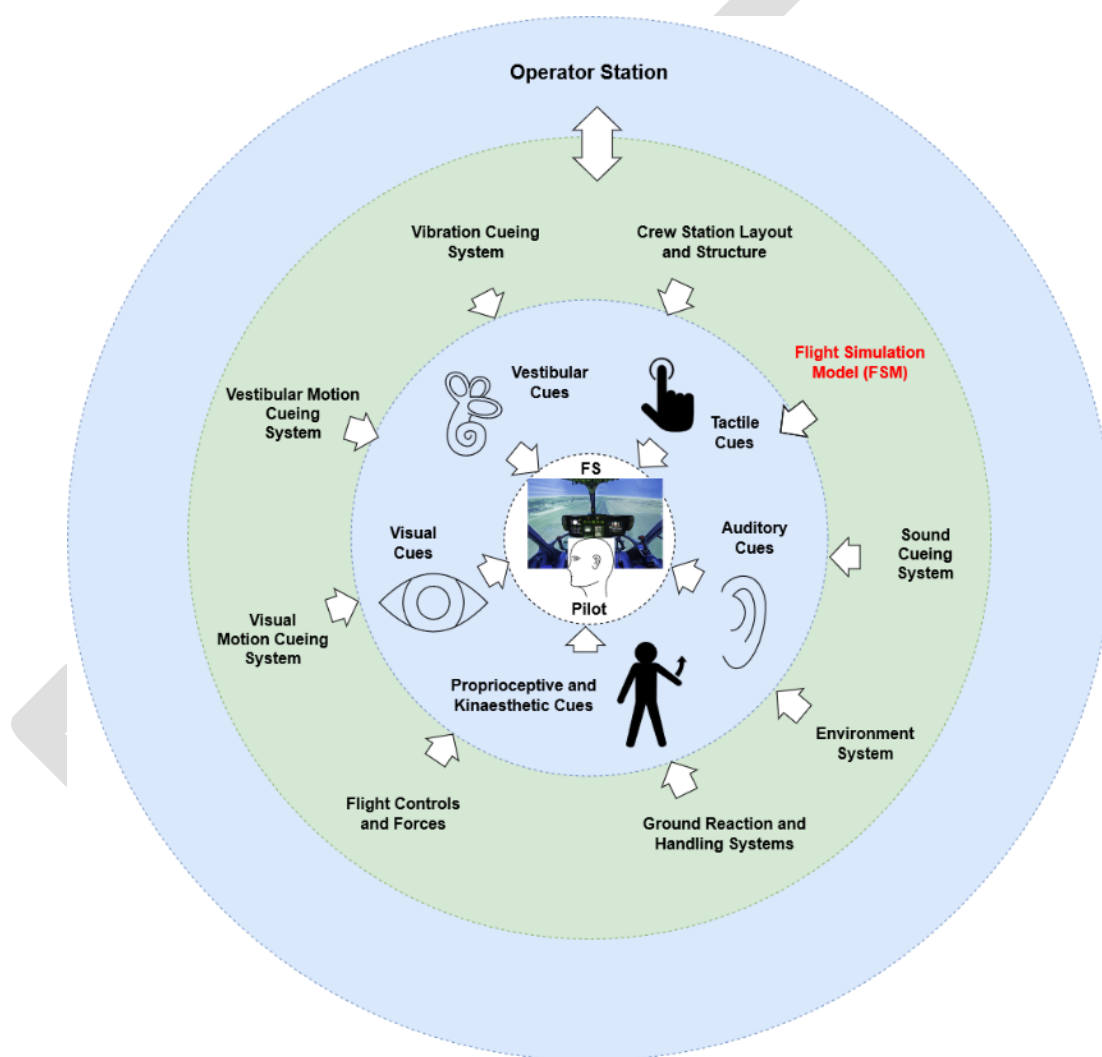 Operator Station
Vibration Cueing
System
Crew Station Layout
and Structure
Flight Simulation
Model (FSM)
Vestibular
Cues
Vestibular Motion
Cueing
System
Tactile
Cues
FS
Visual
Cues
Auditory
Cues
Sound
Cueing
System
Pilot
Visual
Motion Cueing
System
Proprioceptive and
Kinaesthetic Cues
Environment
System
Flight Controls
and Forces
Ground Reaction and
Handling Systems